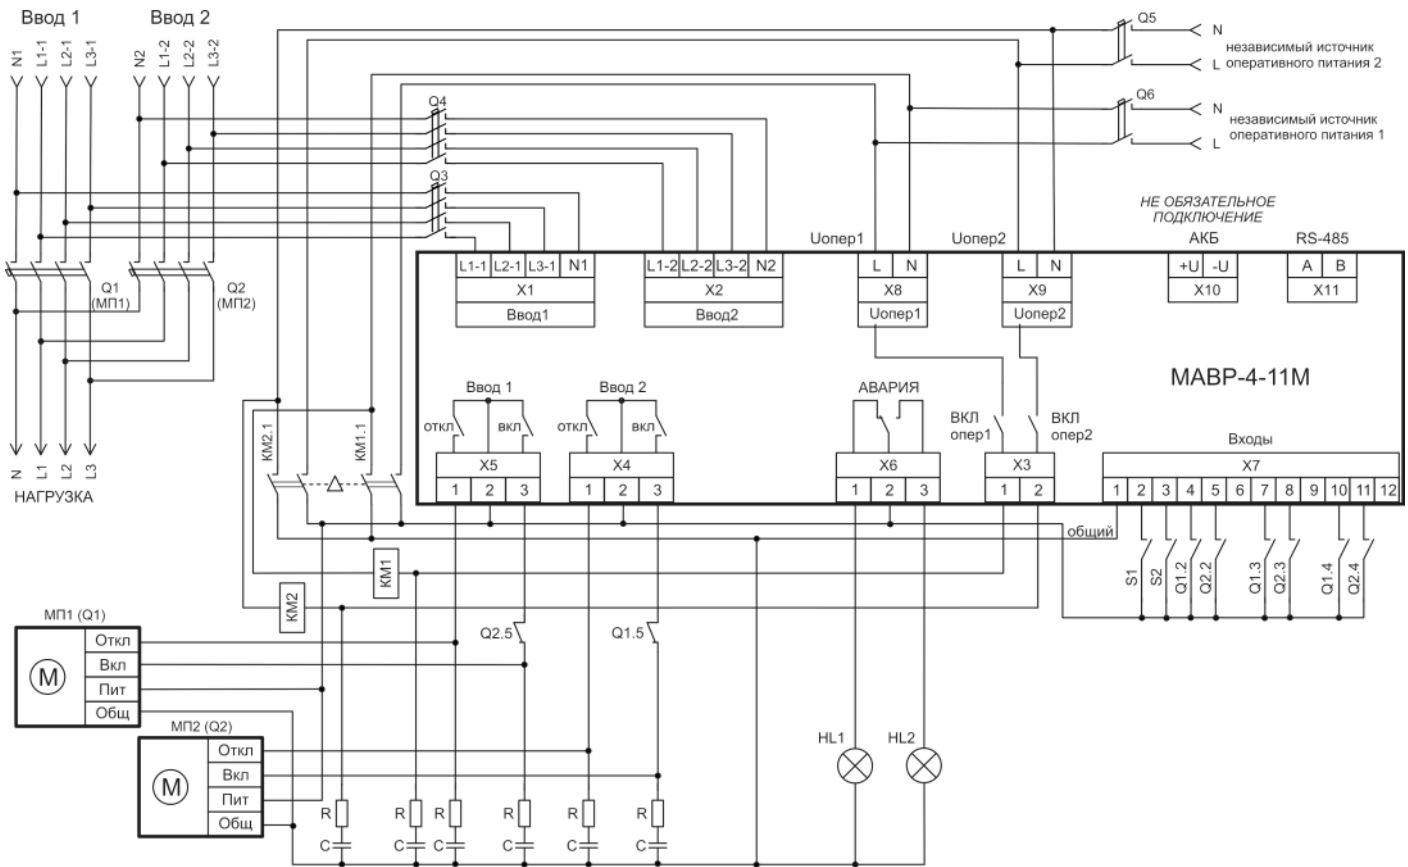 Ввод 1
Ввод 2
N1
L1-1
L2-1
L3-1
N2
L1-2
L2-2
L3-2
Q5
N
независимый источник
L оперативного питания 2
Q6
N
независимый источник
оперативного питания 1
L
Q4
Q3
НЕ ОБЯЗАТЕЛЬНОЕ
ПОДКЛЮЧЕНИЕ
Uопер1
Uопер2
АКБ
RS-485
L1-1 L2-1 L3-1 N1
X1
Ввод1
L1-2 L2-2 L3-2 N2
X2
Ввод2
L N
X8
Uопер1
L N
X9
Uопер2
+U -U
X10
A B
X11
Q1
(МП1)
Q2
(МП2)
МАВР-4-11М
N
L1
L2
L3
НАГРУЗКА
КМ2.1
КМ1.1
Ввод 1
откл
вкл
X5
1 2 3
Ввод 2
откл
вкл
X4
1 2 3
АВАРИЯ
X6
1 2 3
ВКЛ
опер1
ВКЛ
опер2
X3
1 2
Входы
X7
1 2 3 4 5 6 7 8 9 10 11 12
общий
S1
S2
Q1.2
Q2.2
Q1.3
Q2.3
Q1.4
Q2.4
КМ1
КМ2
Q2.5
Q1.5
МП1 (Q1)
М
Откл
Вкл
Пит
Общ
МП2 (Q2)
М
Откл
Вкл
Пит
Общ
HL1
HL2
R R R R R R
C C C C C C